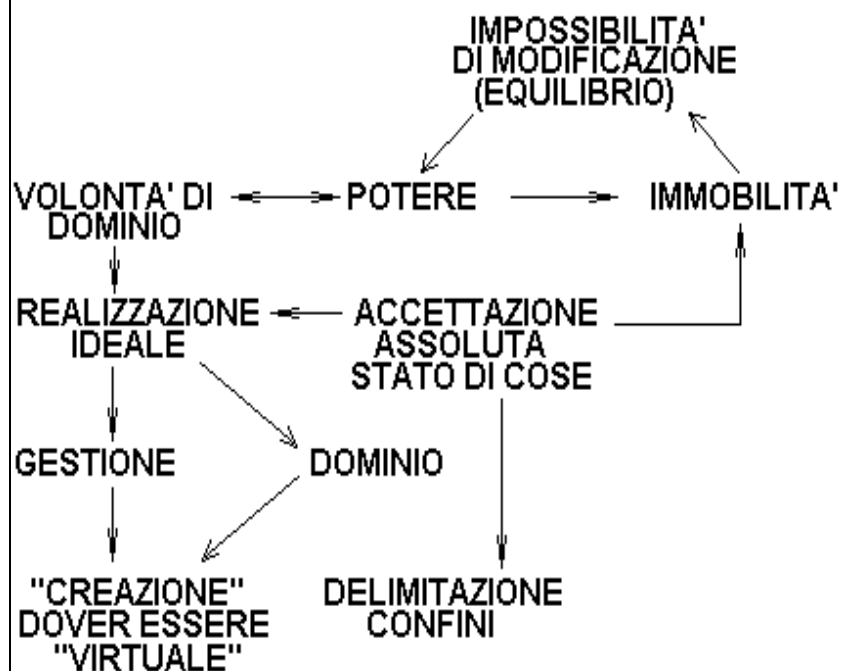 IMPOSSIBILITA'
DI MODIFICAZIONE
(EQUILIBRIO)
VOLONTA' DI
DOMINIO
POTERE
IMMOBILITA'
REALIZZAZIONE
IDEALE
ACCETTAZIONE
ASSOLUTA
STATO DI COSE
GESTIONE
DOMINIO
"CREAZIONE"
DOVER ESSERE
"VIRTUALE"
DELIMITAZIONE
CONFINI